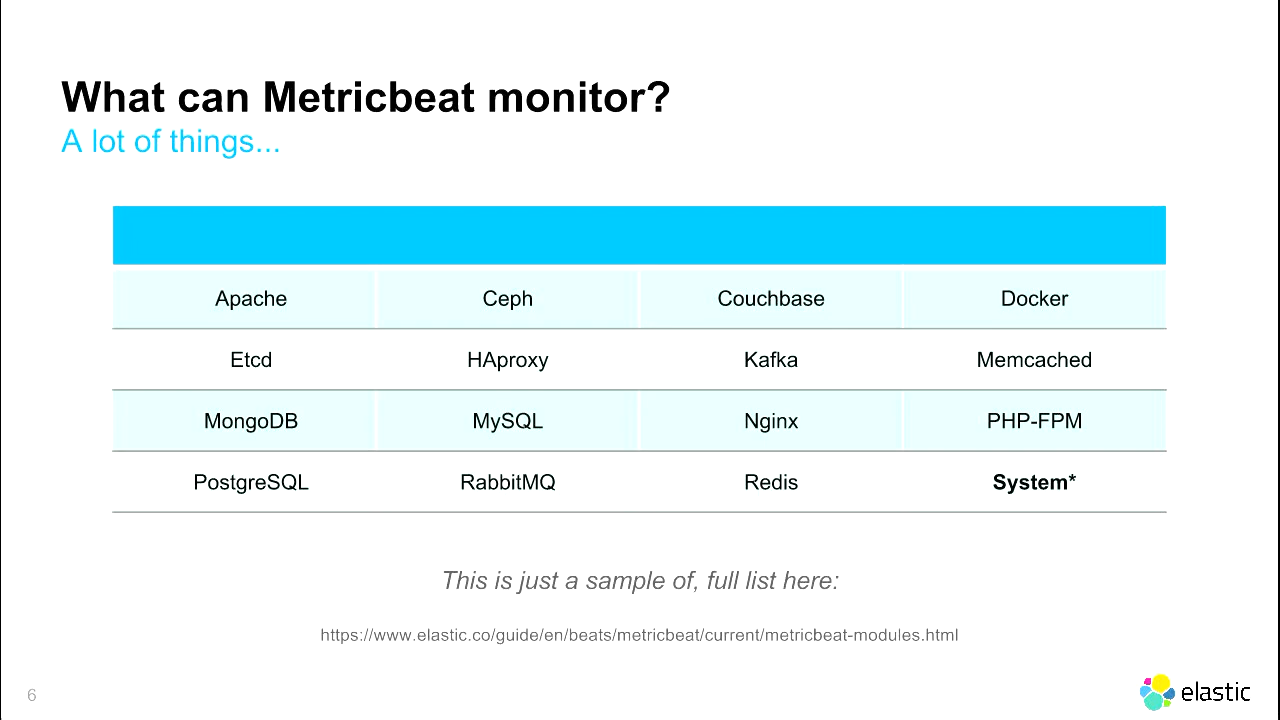 What can Metricbeat monitor?
A lot of things...
Apache Ceph Couchbase Docker
Etcd HAproxy Kafka Memcached
MongoDB MySQL Nginx PHP-FPM
PostgreSQL RabbitMQ Redis System*
This is just a sample of, full list here:
https://www.elastic.co/guide/en/beats/metricbeat/current/metricbeat-modules.html
6
elastic